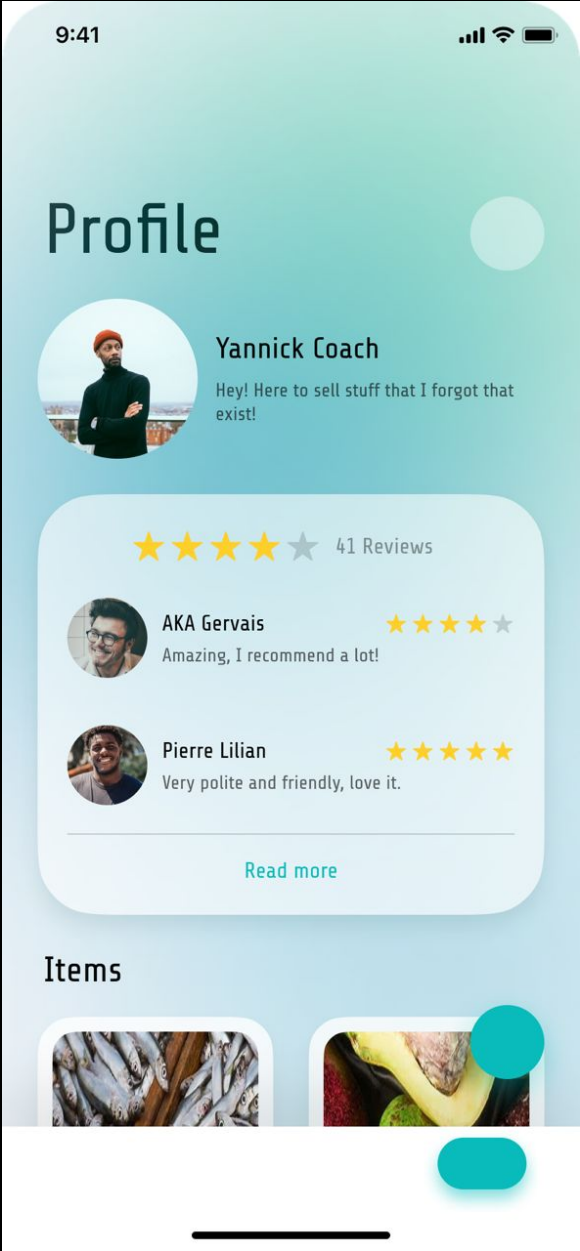 9:41
Profile
Yannick Coach
Hey! Here to sell stuff that I forgot that
exist!
41 Reviews
AKA Gervais
Amazing, I recommend a lot!
Pierre Lilian
Very polite and friendly, love it.
Read more
Items